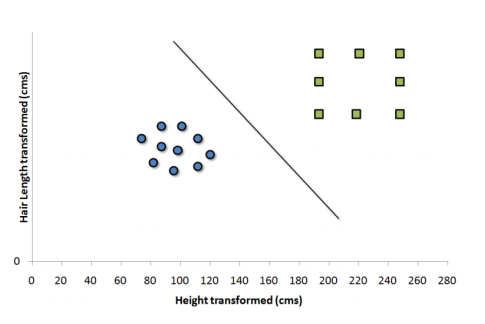 Hair Length transformed (cms)
0
0 20 40 60 80 100 120 140 160 180 200 220 240 260 280
Height transformed (cms)